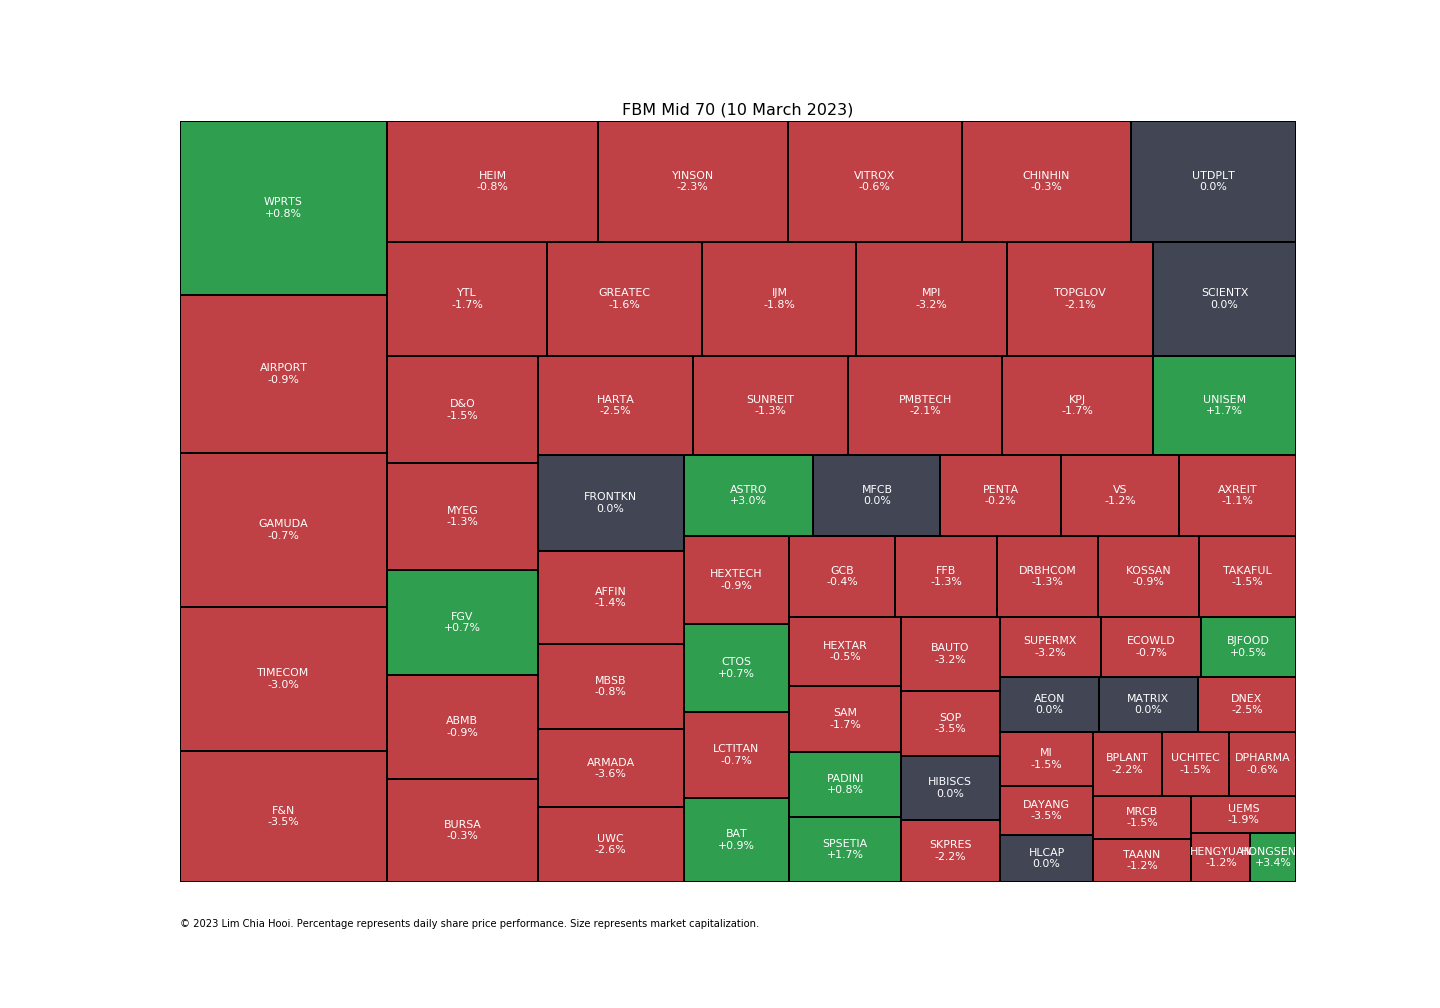 FBM Mid 70 (10 March 2023)
WPRTS
+0.8%
AIRPORT
-0.9%
GAMUDA
-0.7%
TIMECOM
-3.0%
F&N
-3.5%
HEIM
-0.8%
YINSON
-2.3%
VITROX
-0.6%
CHINHIN
-0.3%
UTDPLT
0.0%
YTL
-1.7%
GREATEC
-1.6%
IJM
-1.8%
MPI
-3.2%
TOPGLOV
-2.1%
SCIENTX
0.0%
D&O
-1.5%
MYEG
-1.3%
FGV
+0.7%
ABMB
-0.9%
BURSA
-0.3%
HARTA
-2.5%
SUNREIT
-1.3%
PMBTECH
-2.1%
KPJ
-1.7%
UNISEM
+1.7%
FRONTKN
0.0%
AFFIN
-1.4%
MBSB
-0.8%
ARMADA
-3.6%
UWC
-2.6%
ASTRO
+3.0%
MFCB
0.0%
PENTA
-0.2%
VS
-1.2%
AXREIT
-1.1%
HEXTECH
-0.9%
CTOS
+0.7%
LCTITAN
-0.7%
BAT
+0.9%
GCB
-0.4%
FFB
-1.3%
DRBHCOM
-1.3%
KOSSAN
-0.9%
TAKAFUL
-1.5%
HEXTAR
-0.5%
SAM
-1.7%
PADINI
+0.8%
SPSETIA
+1.7%
BAUTO
-3.2%
SOP
-3.5%
HIBISCS
0.0%
SKPRES
-2.2%
SUPERMX
-3.2%
ECOWLD
-0.7%
BJFOOD
+0.5%
AEON
0.0%
MATRIX
0.0%
DNEX
-2.5%
MI
-1.5%
DAYANG
-3.5%
HLCAP
0.0%
BPLANT
-2.2%
UCHITEC
-1.5%
DPHARMA
-0.6%
MRCB
-1.5%
TAANN
-1.2%
UEMS
-1.9%
HENGYUAN
-1.2%
HONGSENG
+3.4%
© 2023 Lim Chia Hooi. Percentage represents daily share price performance. Size represents market capitalization.